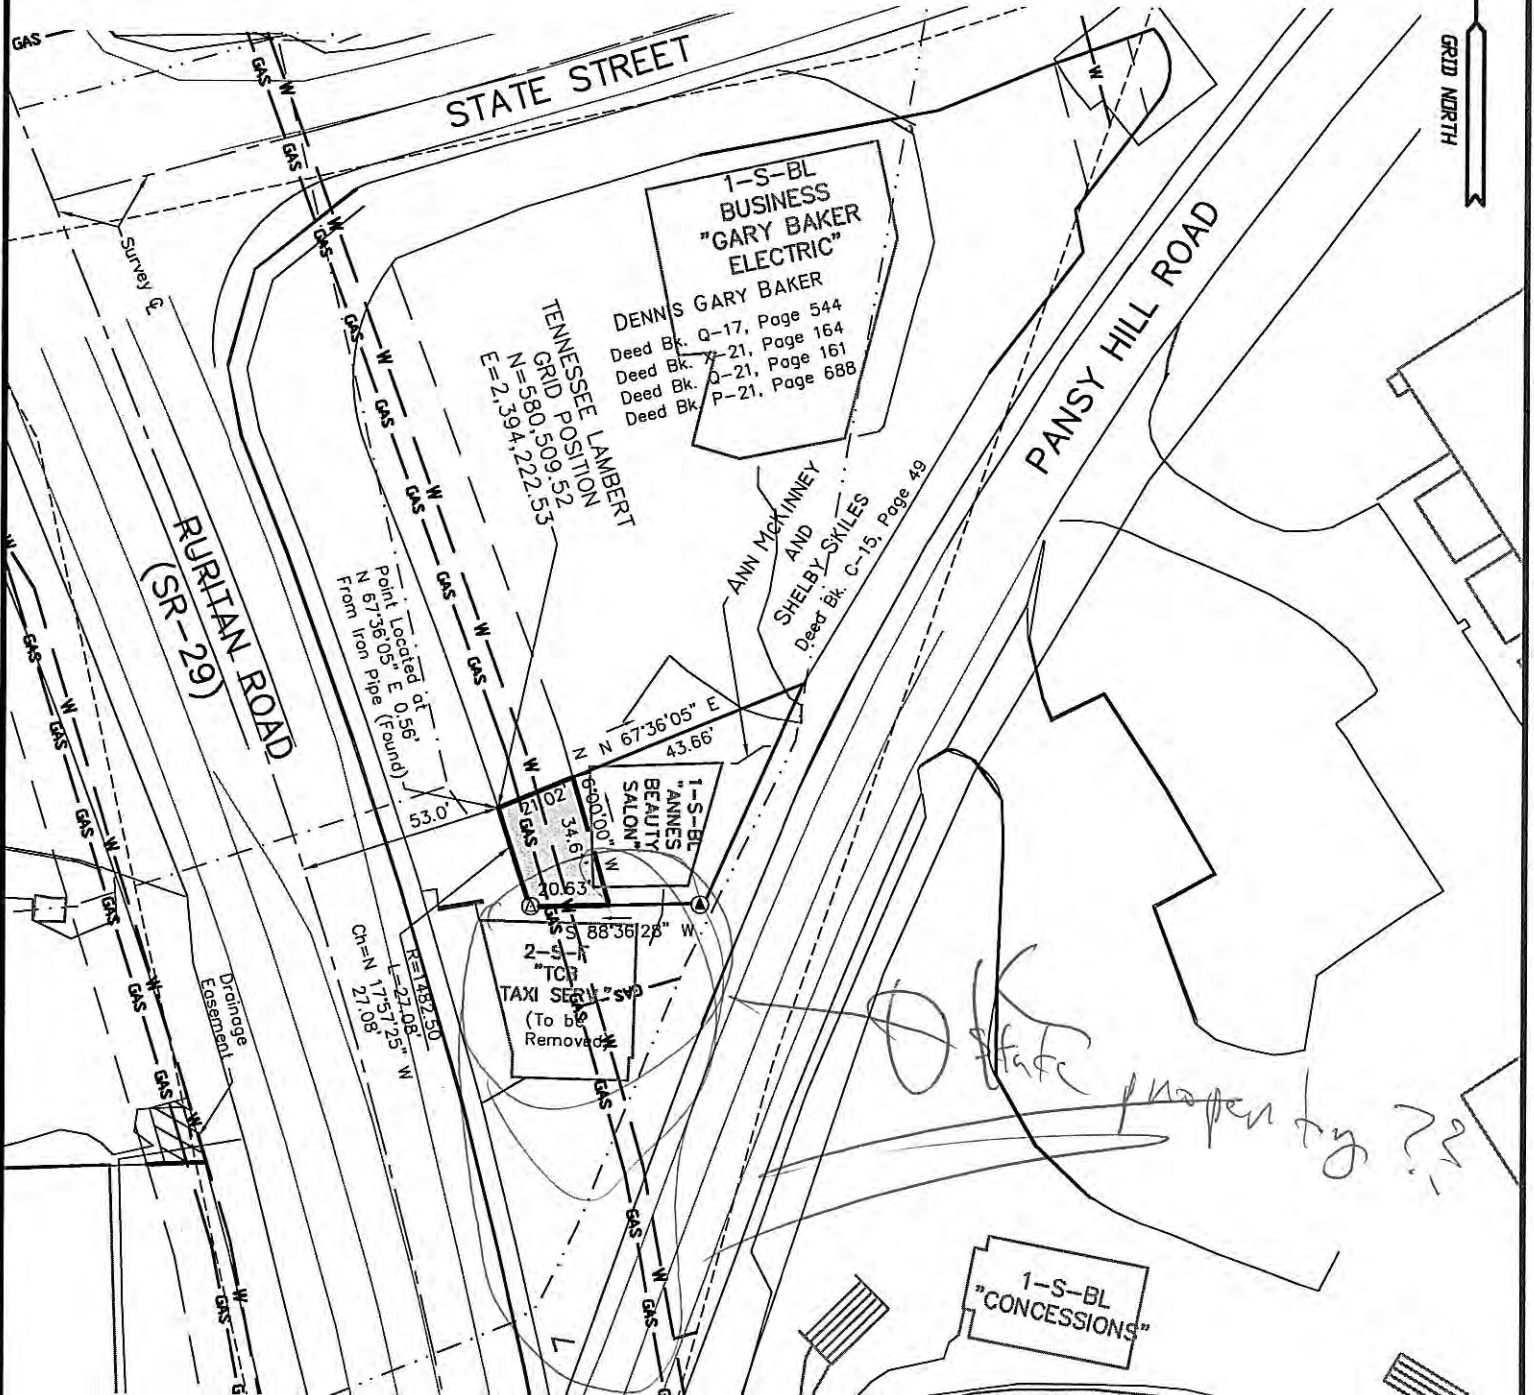 GRID NORTH
STATE STREET
1-S-BL
BUSINESS
"GARY BAKER
ELECTRIC"
DENNIS GARY BAKER
Deed Bk. Q-17, Page 544
Deed Bk. X-21, Page 164
Deed Bk. Q-21, Page 161
Deed Bk. P-21, Page 688
PANSY HILL ROAD
Survey ℄
TENNESSEE LAMBERT
GRID POSITION
N=580,509.52
E=2,394,222.53
ANN McKINNEY
AND
SHELBY SKILES
Deed Bk. C-15, Page 49
RURITAN ROAD
(SR-29)
Point Located at
N 67°36'05" E 0.56'
From Iron Pipe (Found)
N 67°36'05" E
43.66'
1-S-BL
"ANNES
BEAUTY
SALON"
53.0'
21.02
34.61'
20.63'
S 88°36'28" W
2-S-F
"TCB
TAXI SERV."
(To be
Removed)
R=1482.50
L=27.08'
Ch=N 17°57'25" W
27.08'
Drainage
Easement
OK
State property ??
1-S-BL
"CONCESSIONS"
GAS
W